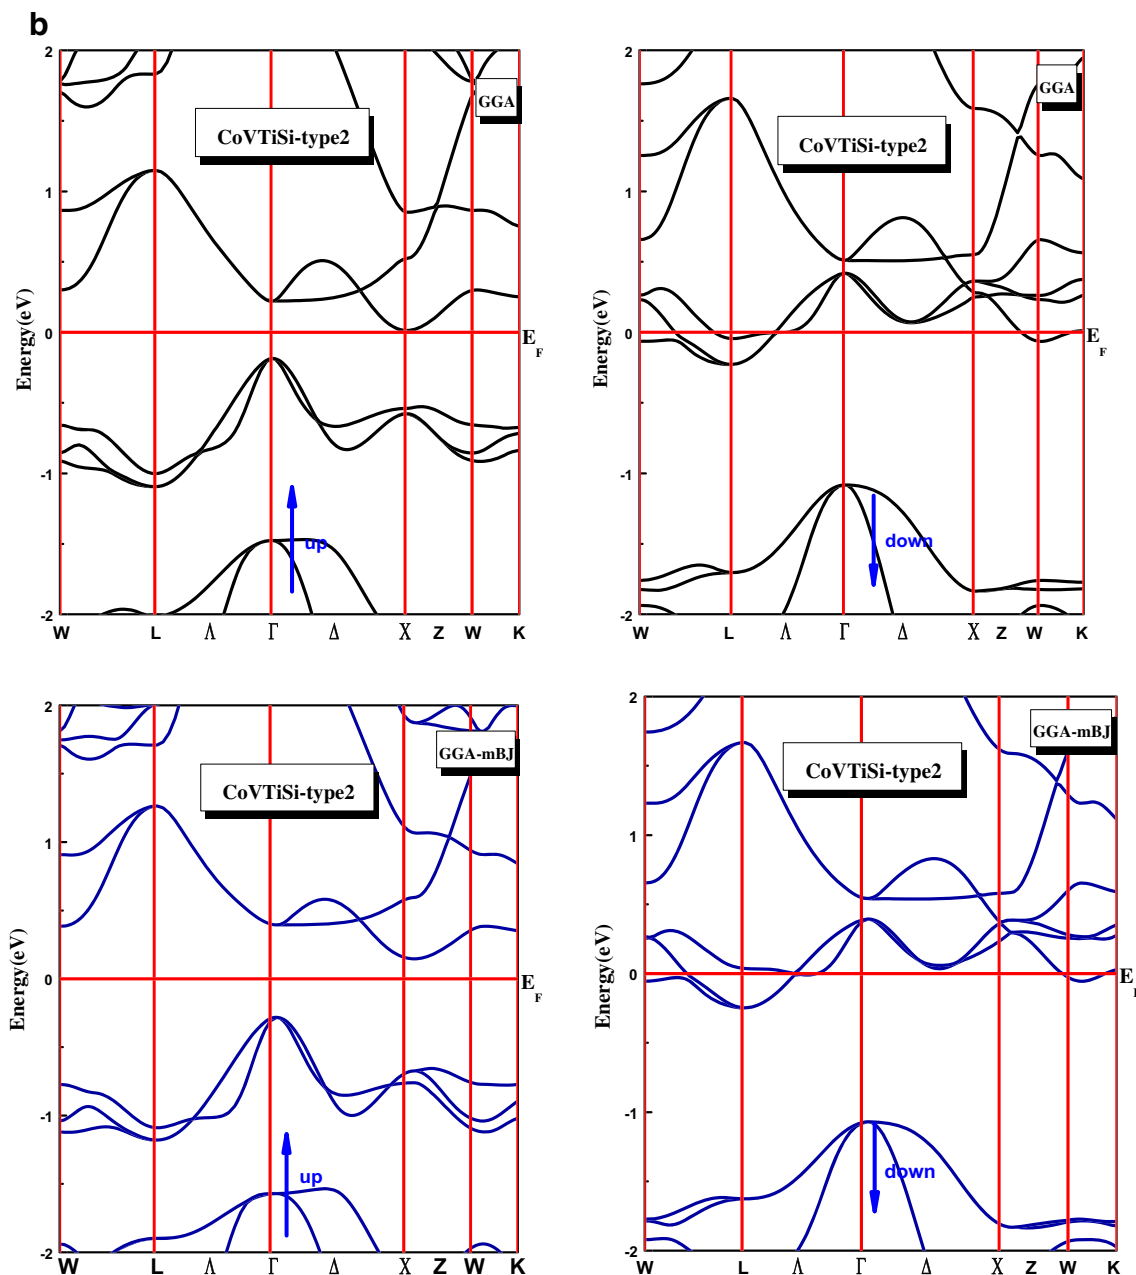 b
2
1
0
-1
-2
Energy(eV)
CoVTiSi-type2
GGA
E F
up
W L Λ Γ Δ X Z W K
2
1
0
-1
-2
Energy(eV)
CoVTiSi-type2
GGA
down
W L Λ Γ Δ X Z W K
2
1
0
-1
-2
Energy(eV)
CoVTiSi-type2
GGA-mBJ
E F
up
W L Λ Γ Δ X Z W K
2
1
0
-1
-2
Energy(eV)
CoVTiSi-type2
GGA-mBJ
E
down
W L Λ Γ Δ X Z W K